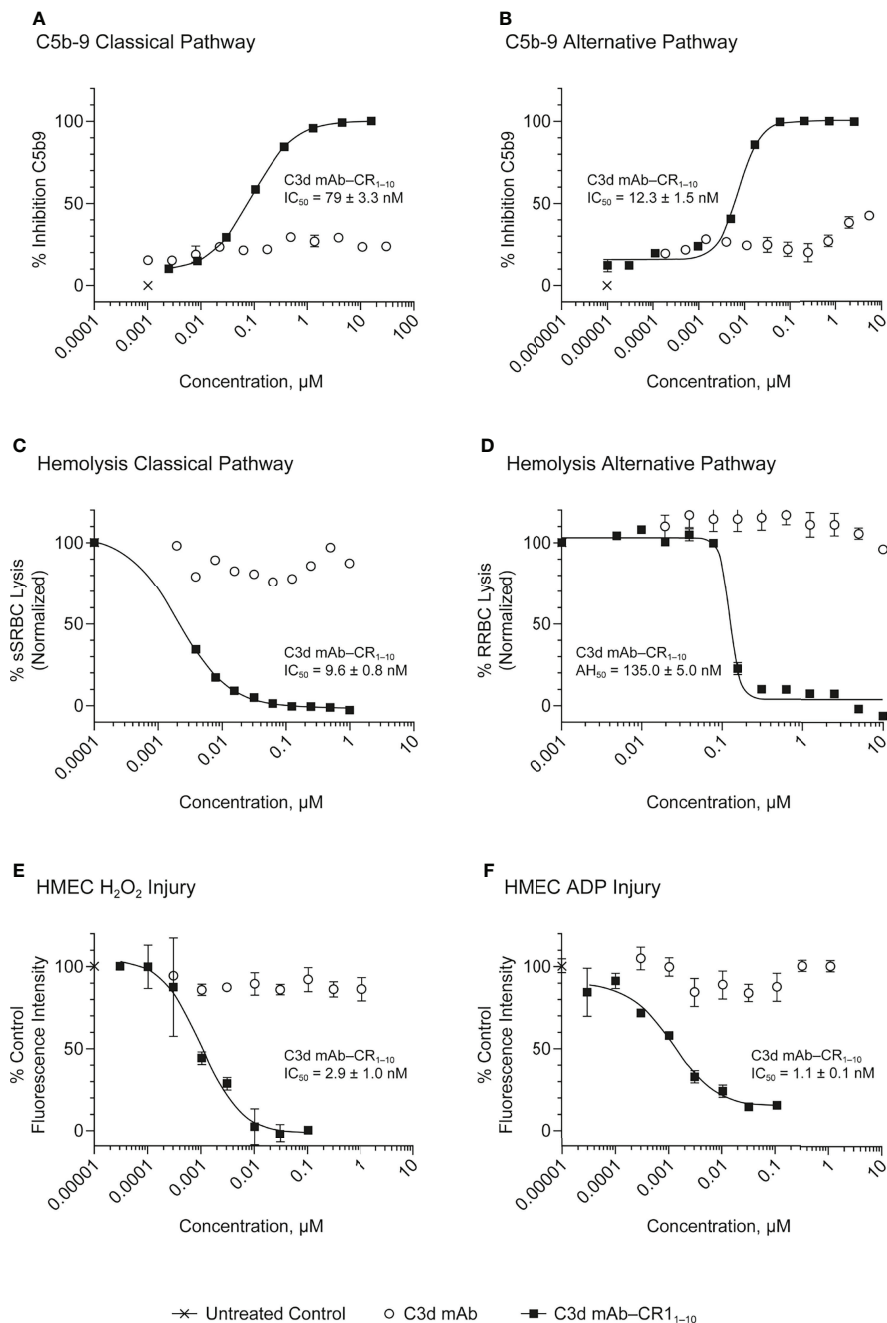 A
C5b-9 Classical Pathway
% Inhibition C5b9
100
50
0
C3d mAb–CR₁₋₁₀
IC₅₀ = 79 ± 3.3 nM
0.0001
0.001
0.01
0.1
1
10
100
Concentration, µM
B
C5b-9 Alternative Pathway
% Inhibition C5b9
100
50
0
C3d mAb–CR₁₋₁₀
IC₅₀ = 12.3 ± 1.5 nM
0.000001
0.00001
0.0001
0.001
0.01
0.1
1
10
Concentration, µM
C
Hemolysis Classical Pathway
% sSRBC Lysis
(Normalized)
100
50
0
C3d mAb–CR₁₋₁₀
IC₅₀ = 9.6 ± 0.8 nM
0.0001
0.001
0.01
0.1
1
10
Concentration, µM
D
Hemolysis Alternative Pathway
% RRBC Lysis
(Normalized)
100
50
0
C3d mAb–CR₁₋₁₀
AH₅₀ = 135.0 ± 5.0 nM
0.001
0.01
0.1
1
10
Concentration, µM
E
HMEC H₂O₂ Injury
% Control
Fluorescence Intensity
100
50
0
C3d mAb–CR₁₋₁₀
IC₅₀ = 2.9 ± 1.0 nM
0.00001
0.0001
0.001
0.01
0.1
1
10
Concentration, µM
F
HMEC ADP Injury
% Control
Fluorescence Intensity
100
50
0
C3d mAb–CR₁₋₁₀
IC₅₀ = 1.1 ± 0.1 nM
0.00001
0.0001
0.001
0.01
0.1
1
10
Concentration, µM
Untreated Control
C3d mAb
C3d mAb–CR1₁₋₁₀